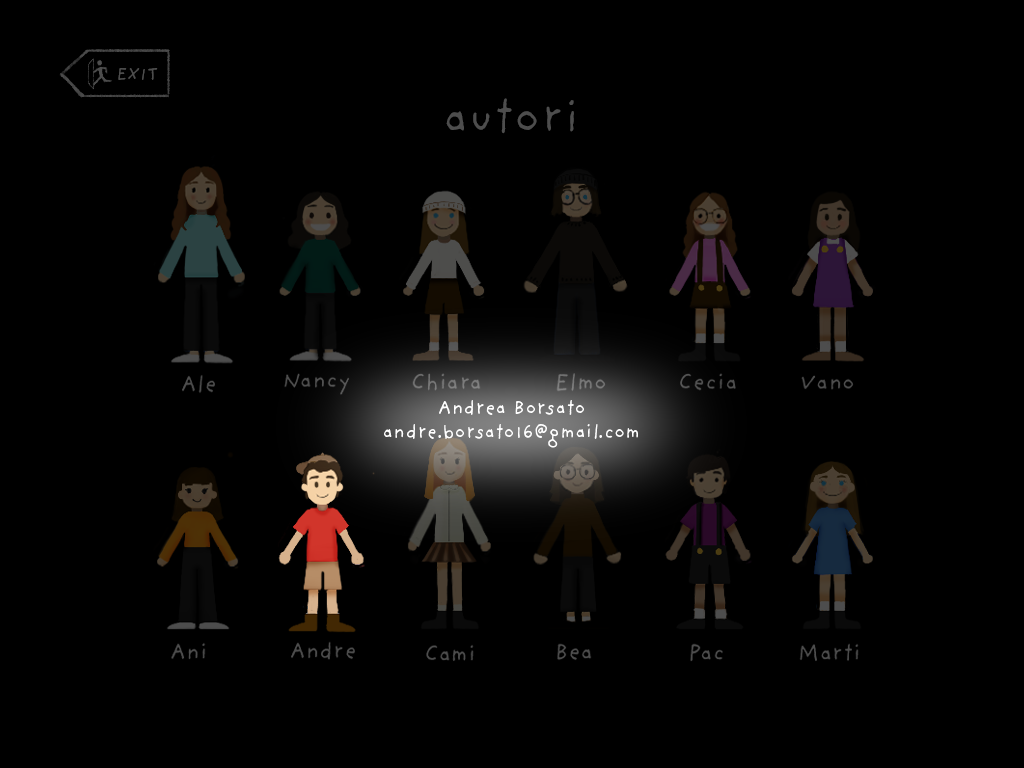 EXIT
autori
Ale Nancy Chiara Elmo Cecia Vano
Andrea Borsato
andre.borsato16@gmail.com
Ani Andre Cami Bea Pac Marti